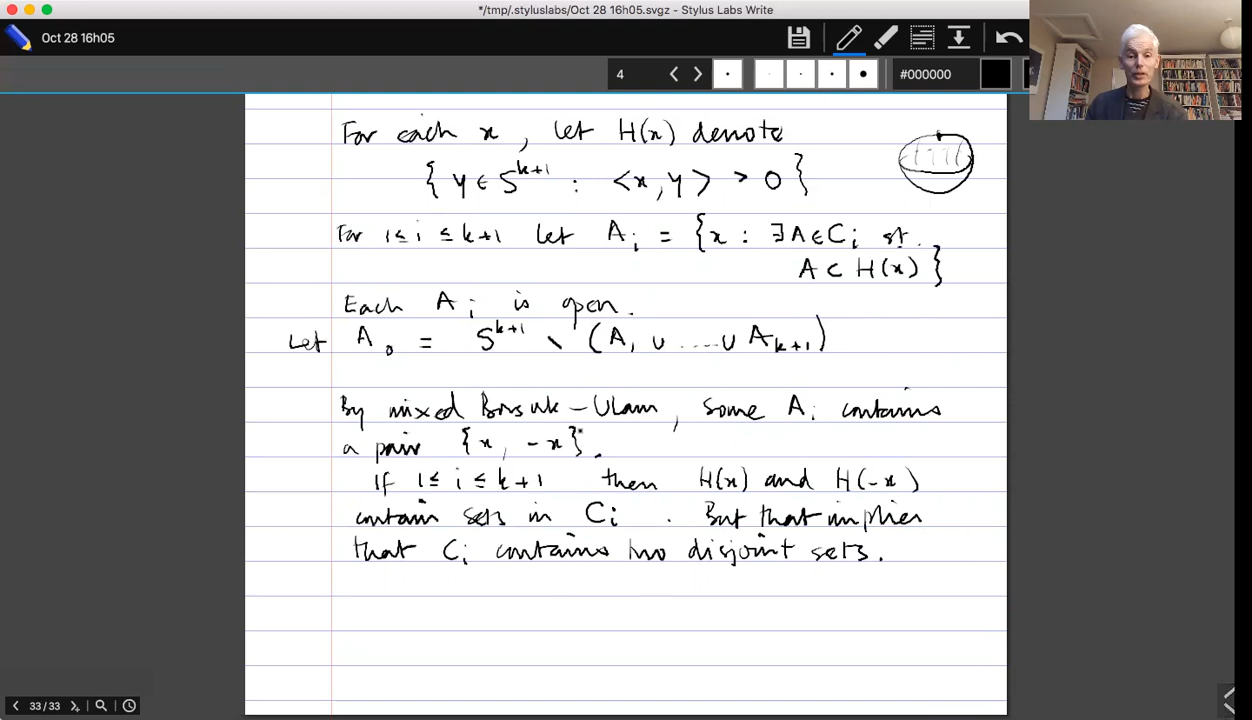 */tmp/.styluslabs/Oct 28 16h05.svgz - Stylus Labs Write
Oct 28 16h05
4
#000000
For each x, let H(x) denote
{ y ∈ S^{k+1} : <x, y> > 0 }
For 1 ≤ i ≤ k+1 let A_i = { x : ∃ A ∈ C_i st.
A ⊂ H(x) }
Each A_i is open.
Let A_0 = S^{k+1} \ (A_1 ∪ .... ∪ A_{k+1})
By mixed Borsuk-Ulam, some A_i contains
a pair {x, -x}.
If 1 ≤ i ≤ k+1 then H(x) and H(-x)
contain sets in C_i. But that implies
that C_i contains two disjoint sets.
33/33